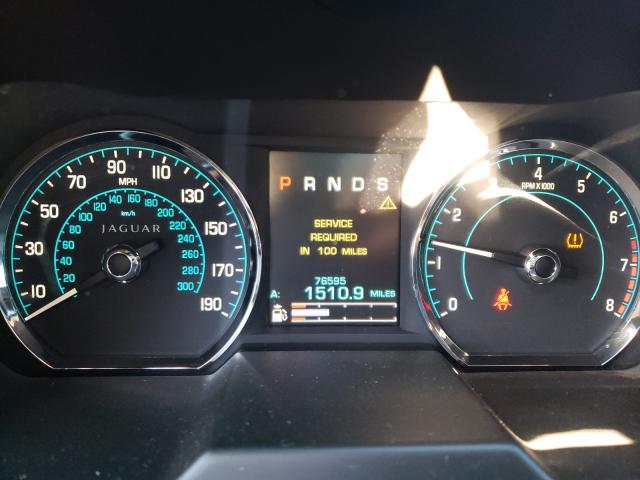 10 30 50 70 90 110 130 150 170 190
MPH
20 40 60 80 100 120 140 160 180 200 220 240 260 280 300
km/h
JAGUAR
P R N D S
SERVICE
REQUIRED
IN 100 MILES
76595
A: 1510.9 MILES
0 1 2 4 5 6 7 8
RPM X 1000